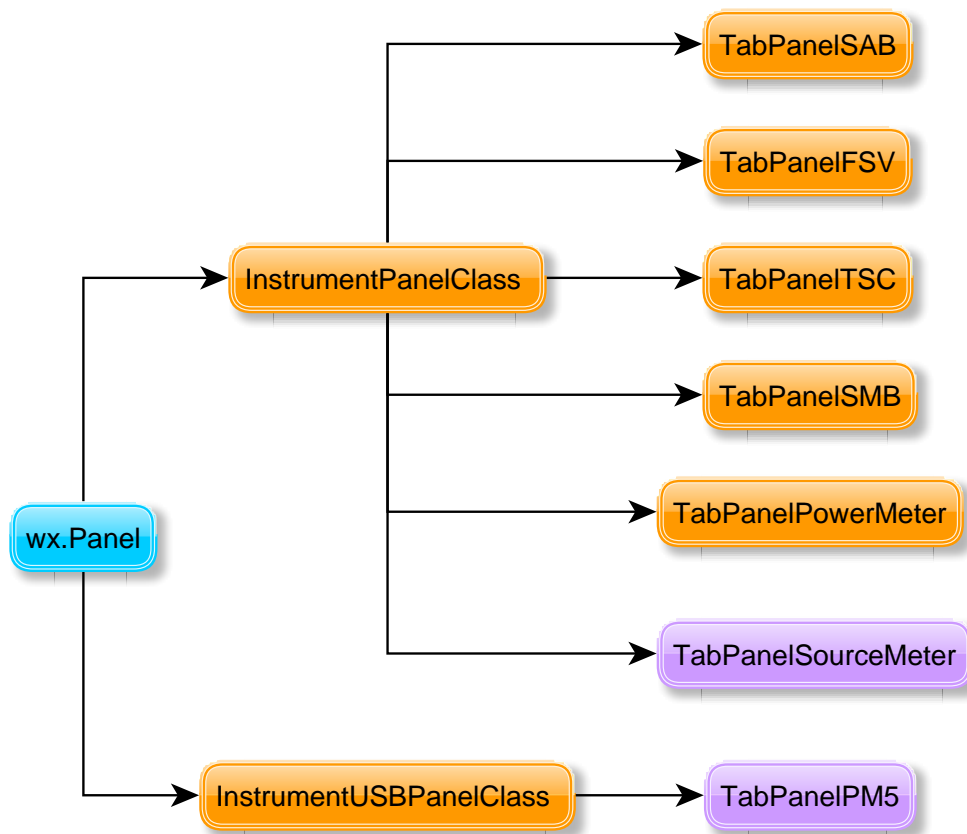 TabPanelSAB
TabPanelFSV
InstrumentPanelClass
TabPanelTSC
TabPanelSMB
wx.Panel
TabPanelPowerMeter
TabPanelSourceMeter
InstrumentUSBPanelClass
TabPanelPM5